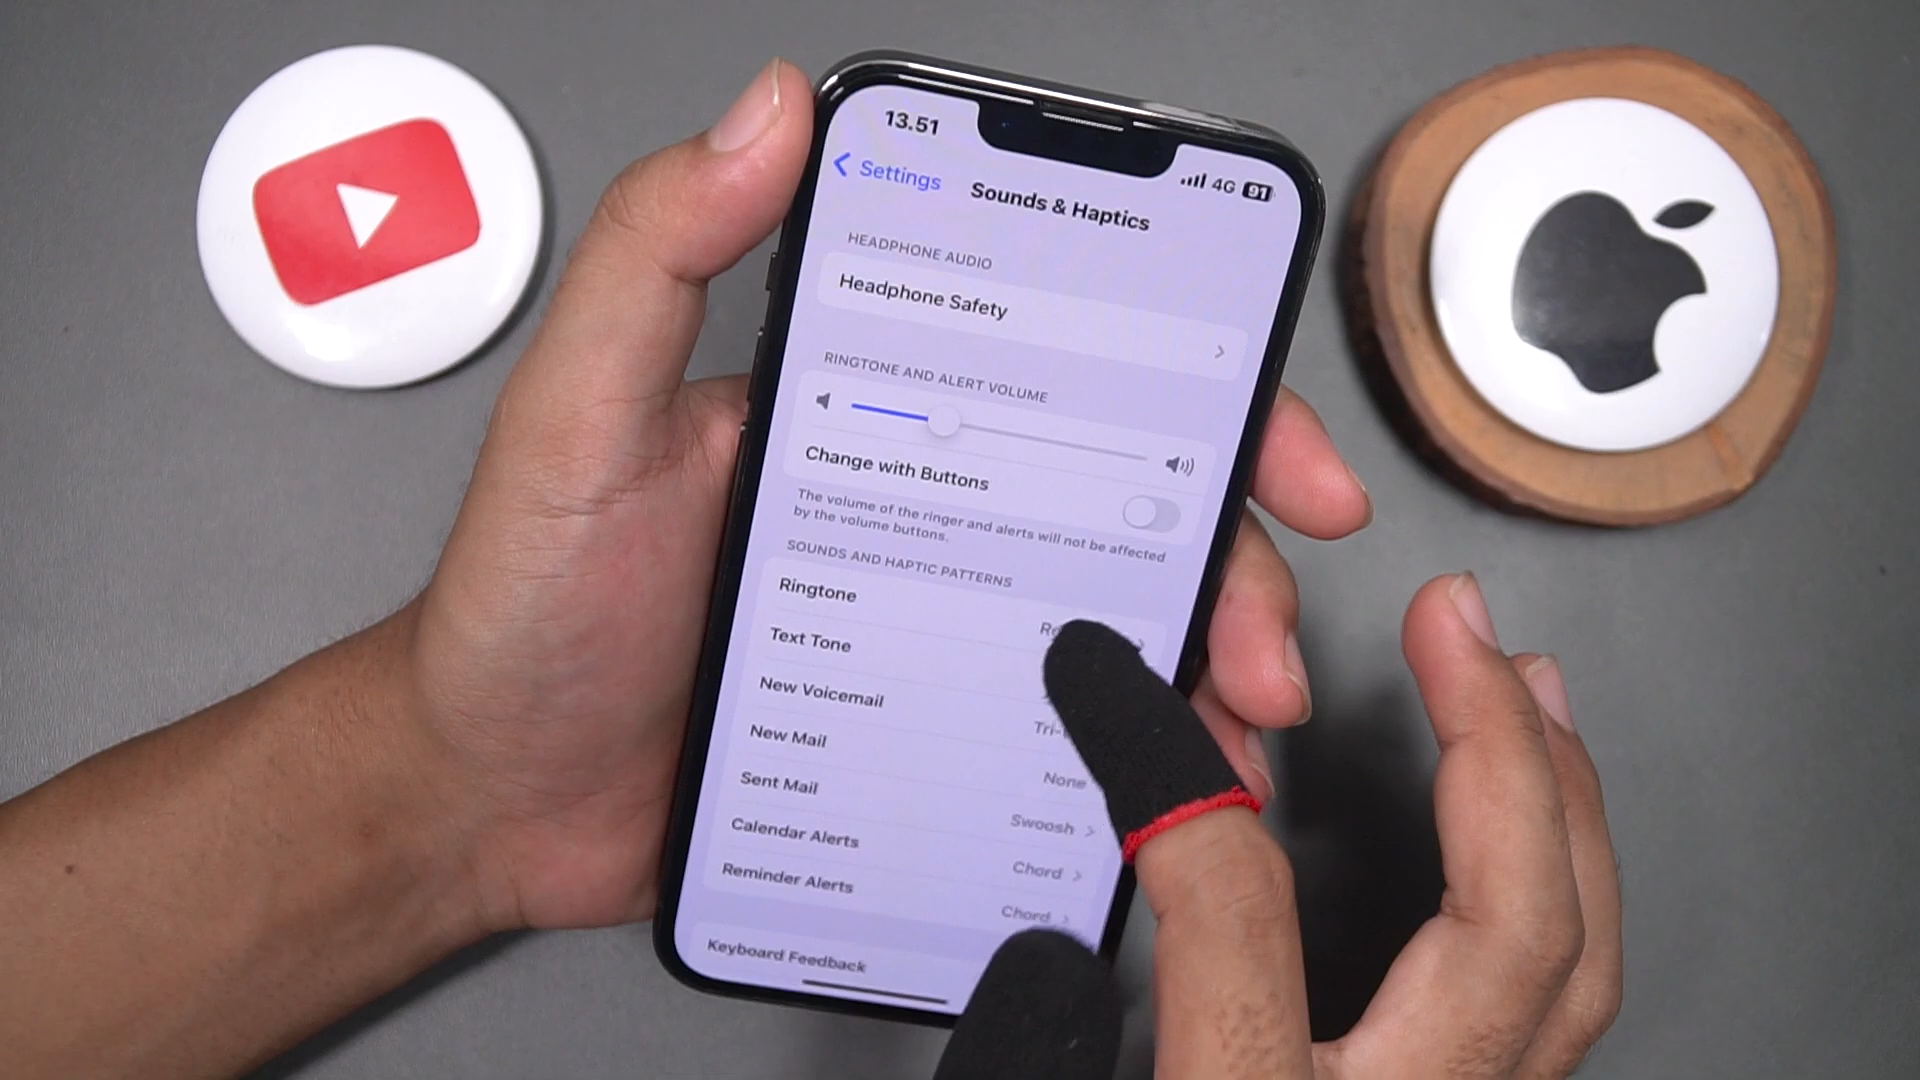 13.51
4G 91
Settings
Sounds & Haptics
HEADPHONE AUDIO
Headphone Safety
RINGTONE AND ALERT VOLUME
Change with Buttons
The volume of the ringer and alerts will not be affected
by the volume buttons.
SOUNDS AND HAPTIC PATTERNS
Ringtone
Text Tone
New Voicemail
Tri-
New Mail
None
Sent Mail
Swoosh
Calendar Alerts
Chord
Reminder Alerts
Chord
Keyboard Feedback